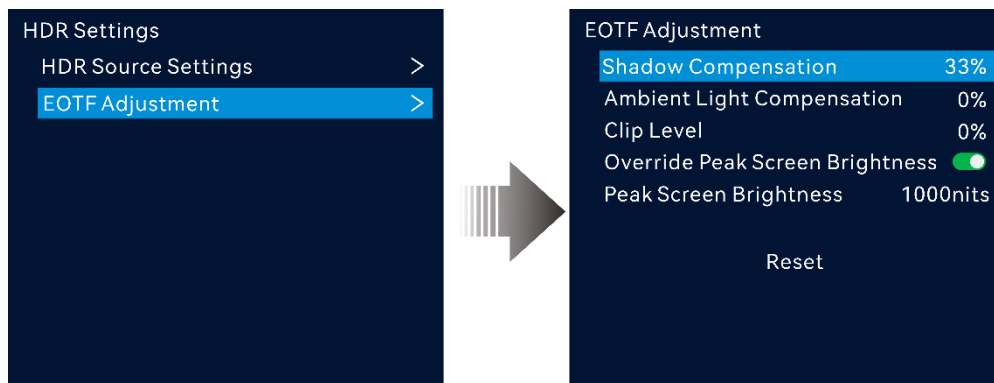 HDR Settings
HDR Source Settings >
EOTF Adjustment >
EOTF Adjustment
Shadow Compensation 33%
Ambient Light Compensation 0%
Clip Level 0%
Override Peak Screen Brightness
Peak Screen Brightness 1000nits
Reset